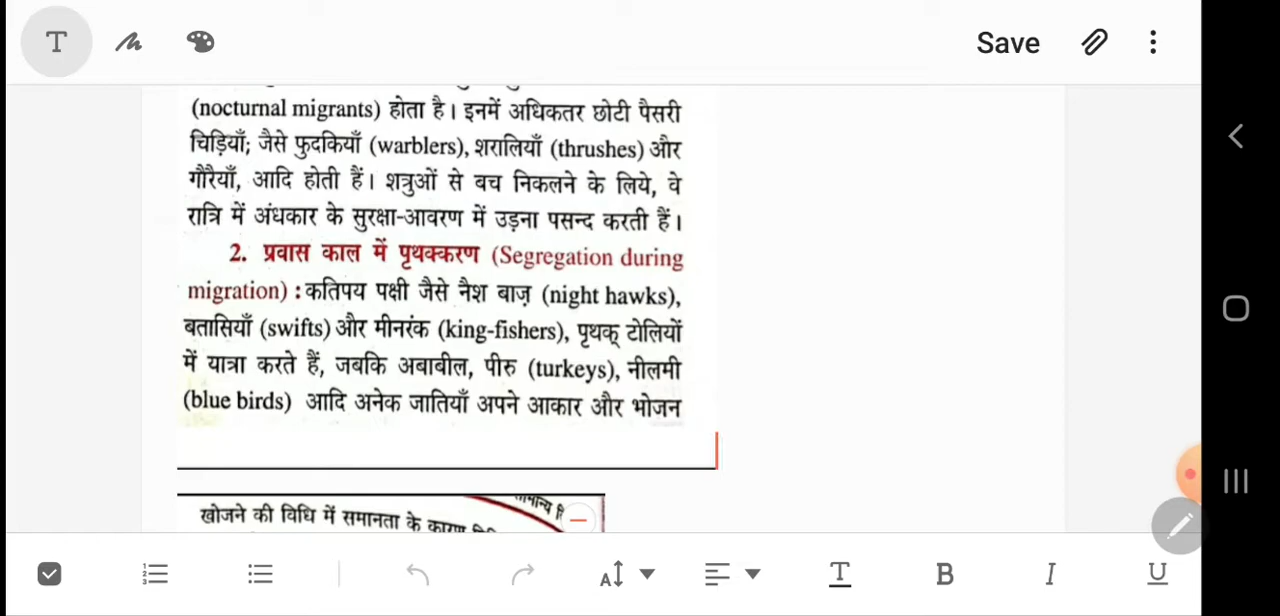 T
Save
(nocturnal migrants) होता है। इनमें अधिकतर छोटी पैसरी
चिड़ियाँ; जैसे फुदकियाँ (warblers), शरालियाँ (thrushes) और
गौरैयाँ, आदि होती हैं। शत्रुओं से बच निकलने के लिये, वे
रात्रि में अंधकार के सुरक्षा-आवरण में उड़ना पसन्द करती हैं।
2. प्रवास काल में पृथक्करण (Segregation during
migration) : कतिपय पक्षी जैसे नैश बाज़ (night hawks),
बतासियाँ (swifts) और मीनरंक (king-fishers), पृथक् टोलियों
में यात्रा करते हैं, जबकि अबाबील, पीरु (turkeys), नीलमी
(blue birds) आदि अनेक जातियाँ अपने आकार और भोजन
खोजने की विधि में समानता के कारण
A T B I U